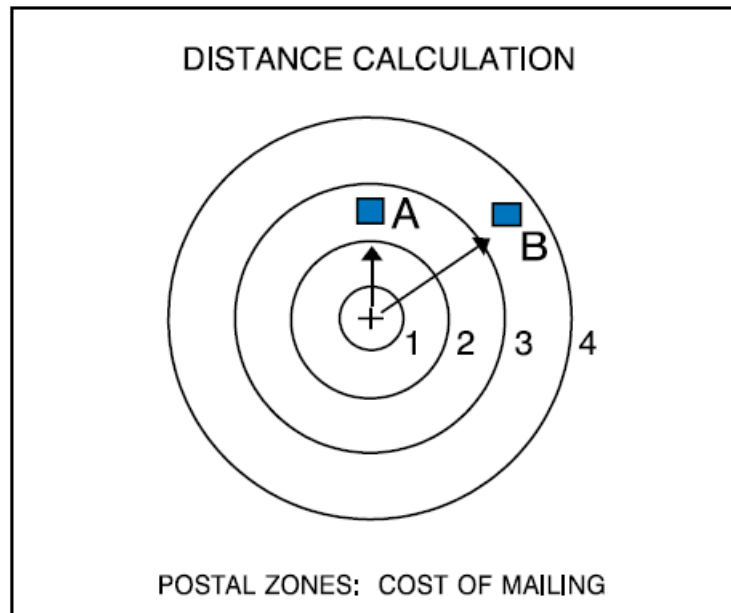 DISTANCE CALCULATION
A
B
1 2 3 4
POSTAL ZONES: COST OF MAILING